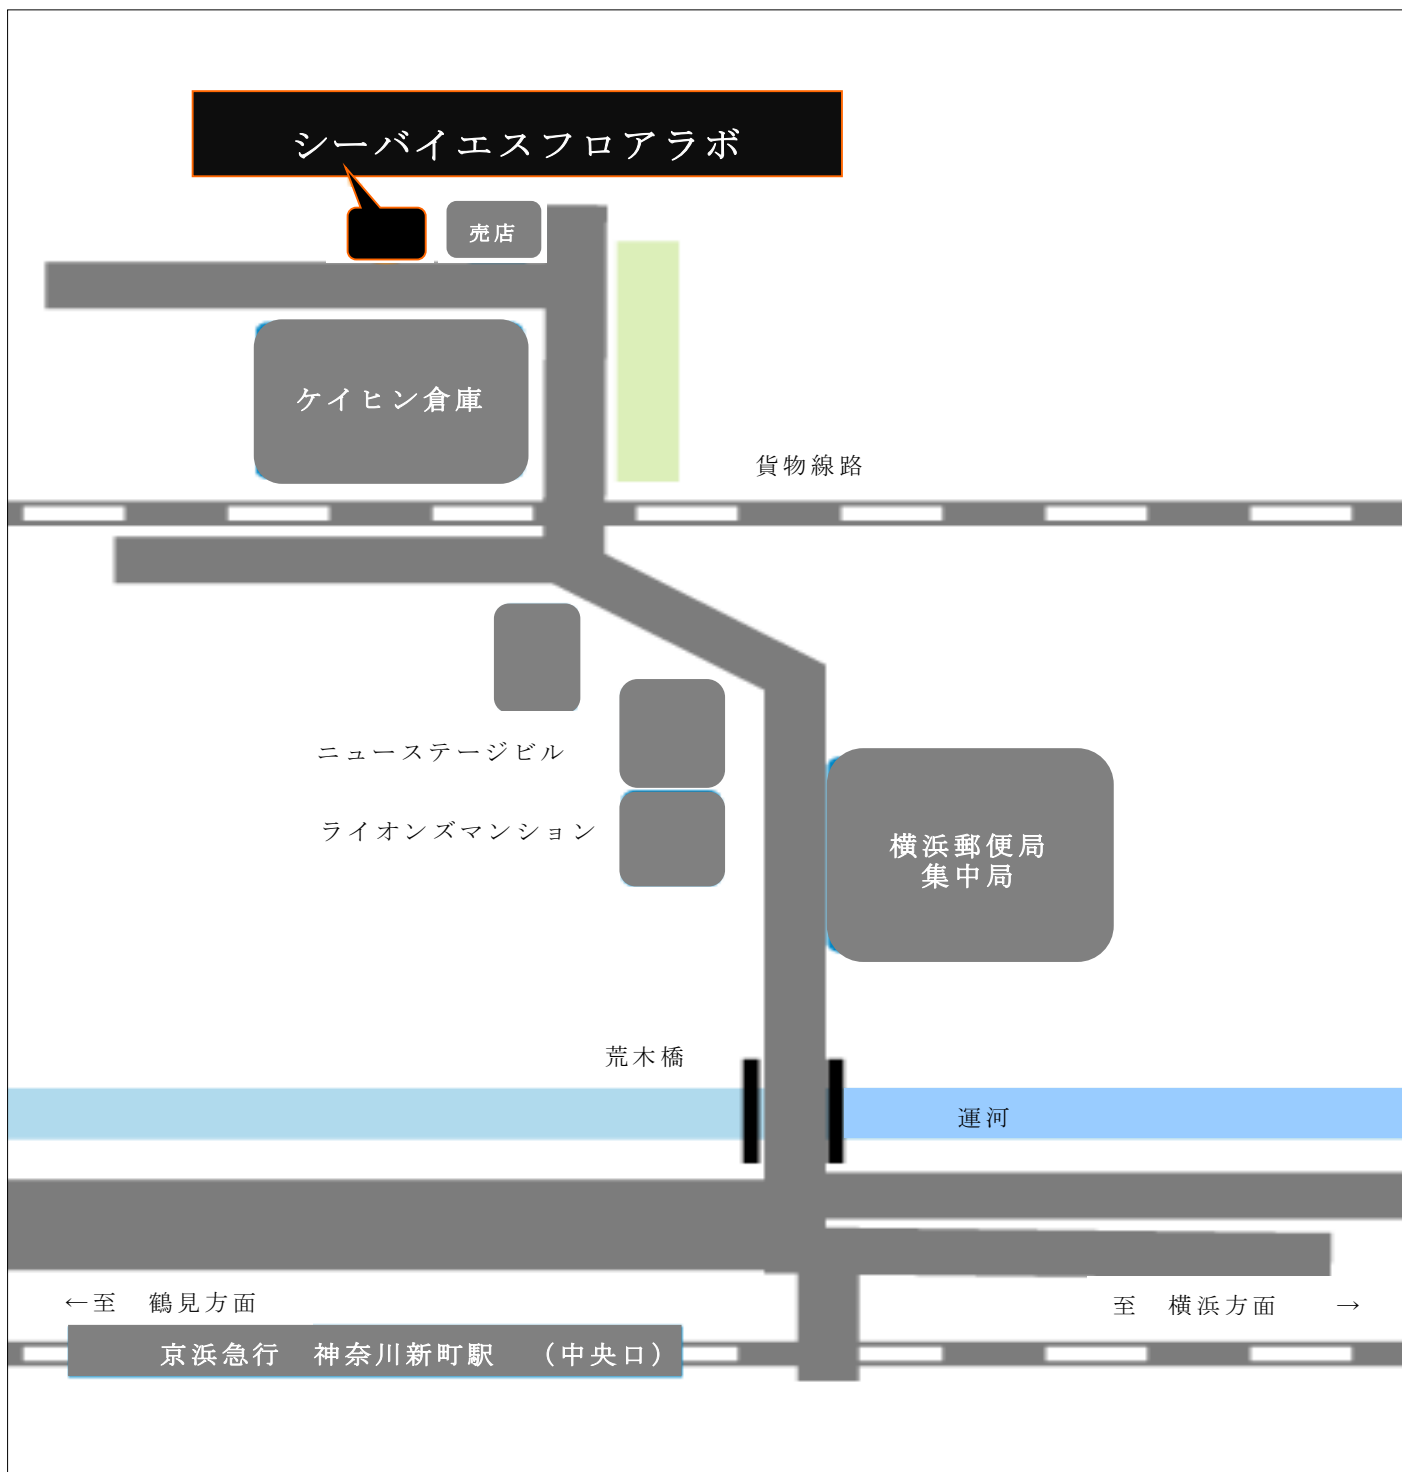 シーバイエスフロアラボ
売店
ケイヒン倉庫
貨物線路
ニューステージビル
ライオンズマンション
横浜郵便局
集中局
荒木橋
運河
←至　鶴見方面
至　横浜方面　→
京浜急行　神奈川新町駅　（中央口）